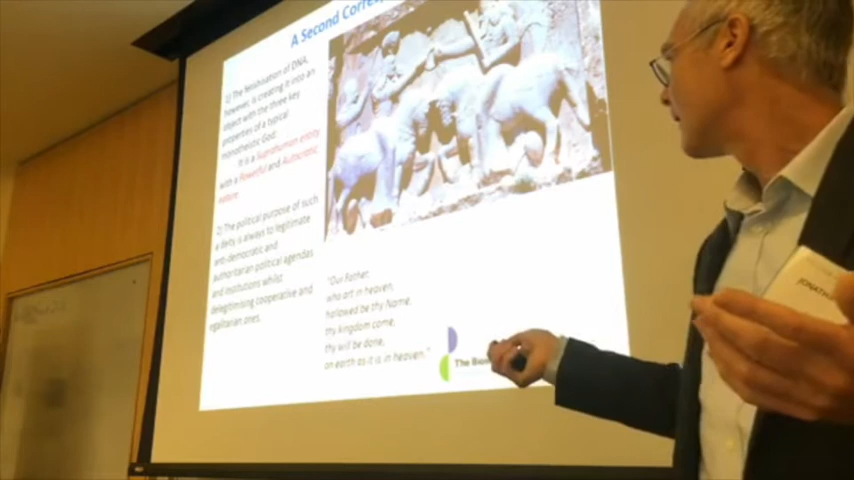 A Second Corres
1) The fetishisation of DNA,
however, is creating it into an
object with the three key
properties of a typical
monotheistic God:
It is a Suprahuman entity
with a Powerful and Autocratic
nature
2) The political purpose of such
a deity is always to legitimate
anti-democratic and
authoritarian political agendas
and institutions whilst
delegitimising cooperative and
egalitarian ones.
"Our Father,
who art in heaven,
hallowed be thy Name,
thy kingdom come,
thy will be done,
on earth as it is in heaven."
The Bios
JONATHA